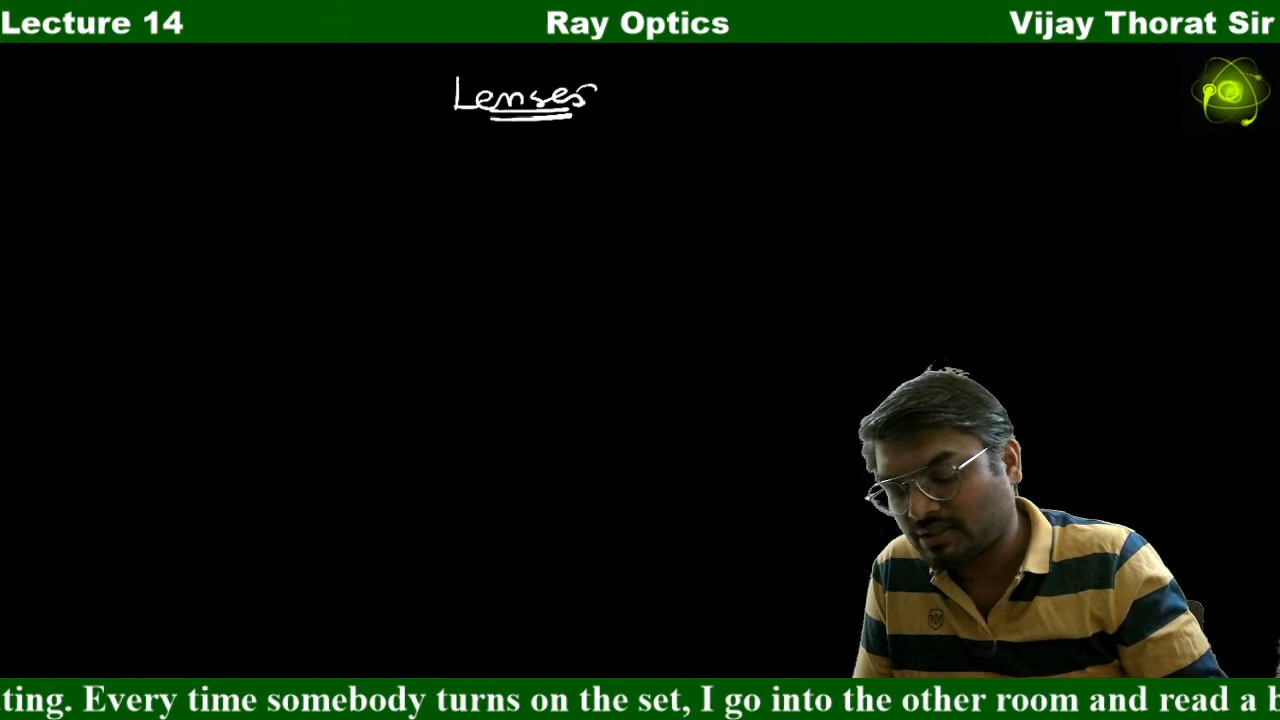 Lecture 14 Ray Optics Vijay Thorat Sir
Lenses
ting. Every time somebody turns on the set, I go into the other room and read a b